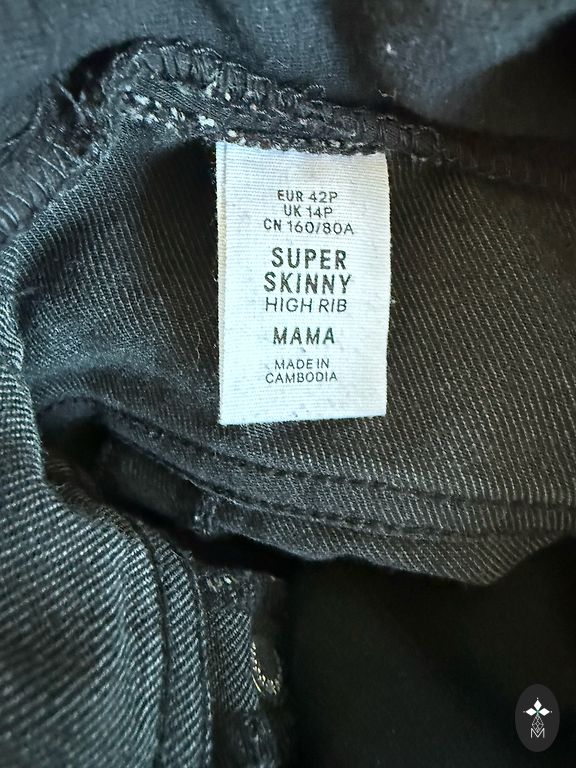 EUR 42P
UK 14P
CN 160/80A
SUPER
SKINNY
HIGH RIB
MAMA
MADE IN
CAMBODIA
M